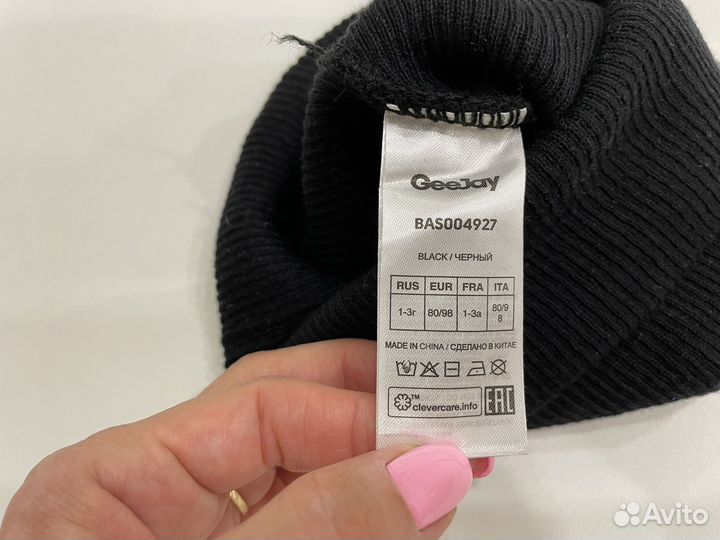 GeeJay
BAS004927
BLACK / ЧЕРНЫЙ
RUS EUR FRA ITA
1-3г 80/98 1-3a 80/9
8
MADE IN CHINA / СДЕЛАНО В КИТАЕ
TM
clevercare.info EAC
Avito